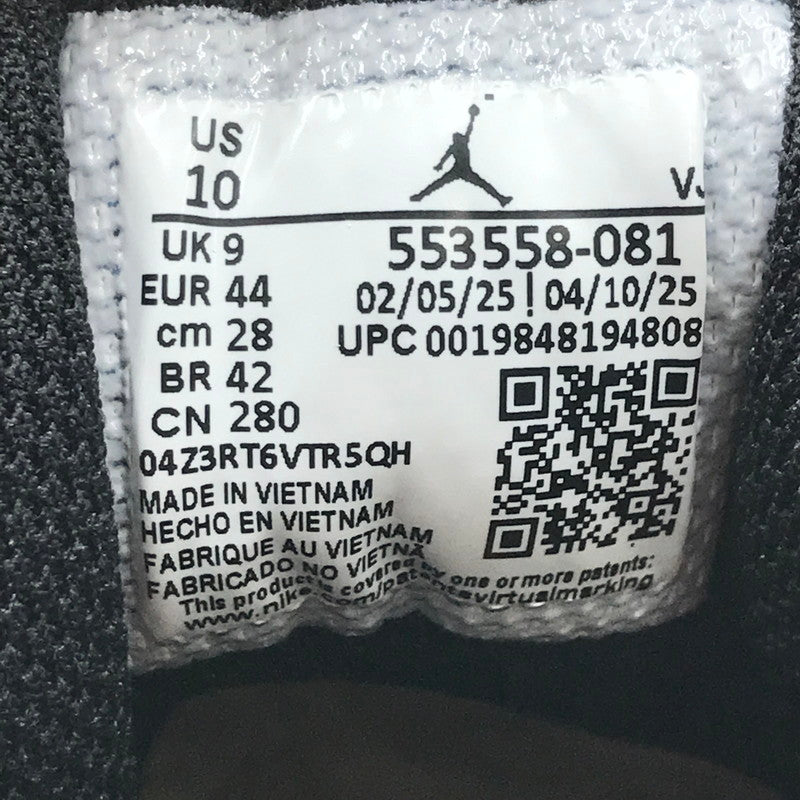 US
10
VJ
UK 9
553558-081
EUR 44
02/05/25 | 04/10/25
cm 28
UPC 0019848194808
BR 42
CN 280
04Z3RT6VTR5QH
MADE IN VIETNAM
HECHO EN VIETNAM
FABRIQUE AU VIETNAM
FABRICADO NO VIETNA
This product is covered by one or more patents:
www.nike.com/patentsvirtualmarking